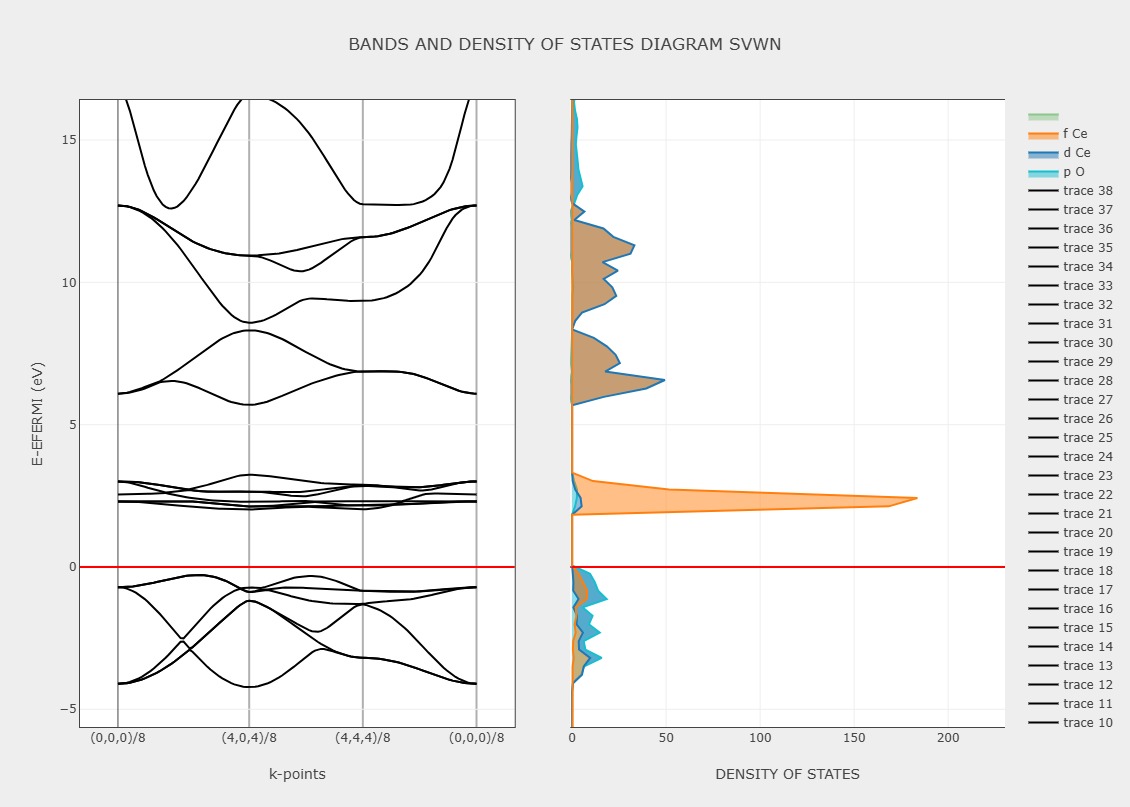 BANDS AND DENSITY OF STATES DIAGRAM SVWN
15
10
5
0
−5
E-EFERMI (eV)
(0,0,0)/8
(4,0,4)/8
(4,4,4)/8
(0,0,0)/8
k-points
0
50
100
150
200
DENSITY OF STATES
f Ce
d Ce
p O
trace 38
trace 37
trace 36
trace 35
trace 34
trace 33
trace 32
trace 31
trace 30
trace 29
trace 28
trace 27
trace 26
trace 25
trace 24
trace 23
trace 22
trace 21
trace 20
trace 19
trace 18
trace 17
trace 16
trace 15
trace 14
trace 13
trace 12
trace 11
trace 10